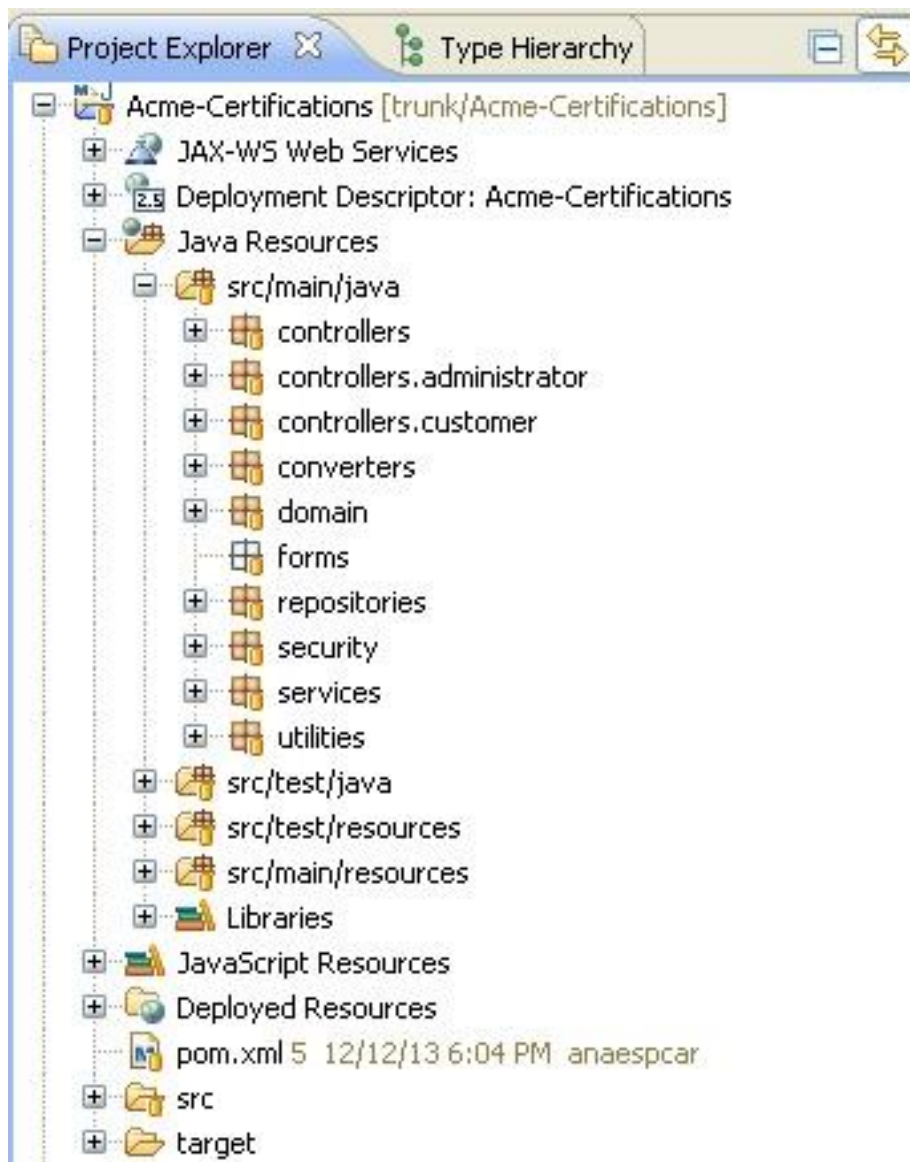 Project Explorer Type Hierarchy
Acme-Certifications [trunk/Acme-Certifications]
JAX-WS Web Services
2.5 Deployment Descriptor: Acme-Certifications
Java Resources
src/main/java
controllers
controllers.administrator
controllers.customer
converters
domain
forms
repositories
security
services
utilities
src/test/java
src/test/resources
src/main/resources
Libraries
JavaScript Resources
Deployed Resources
pom.xml 5 12/12/13 6:04 PM anaespcar
src
target